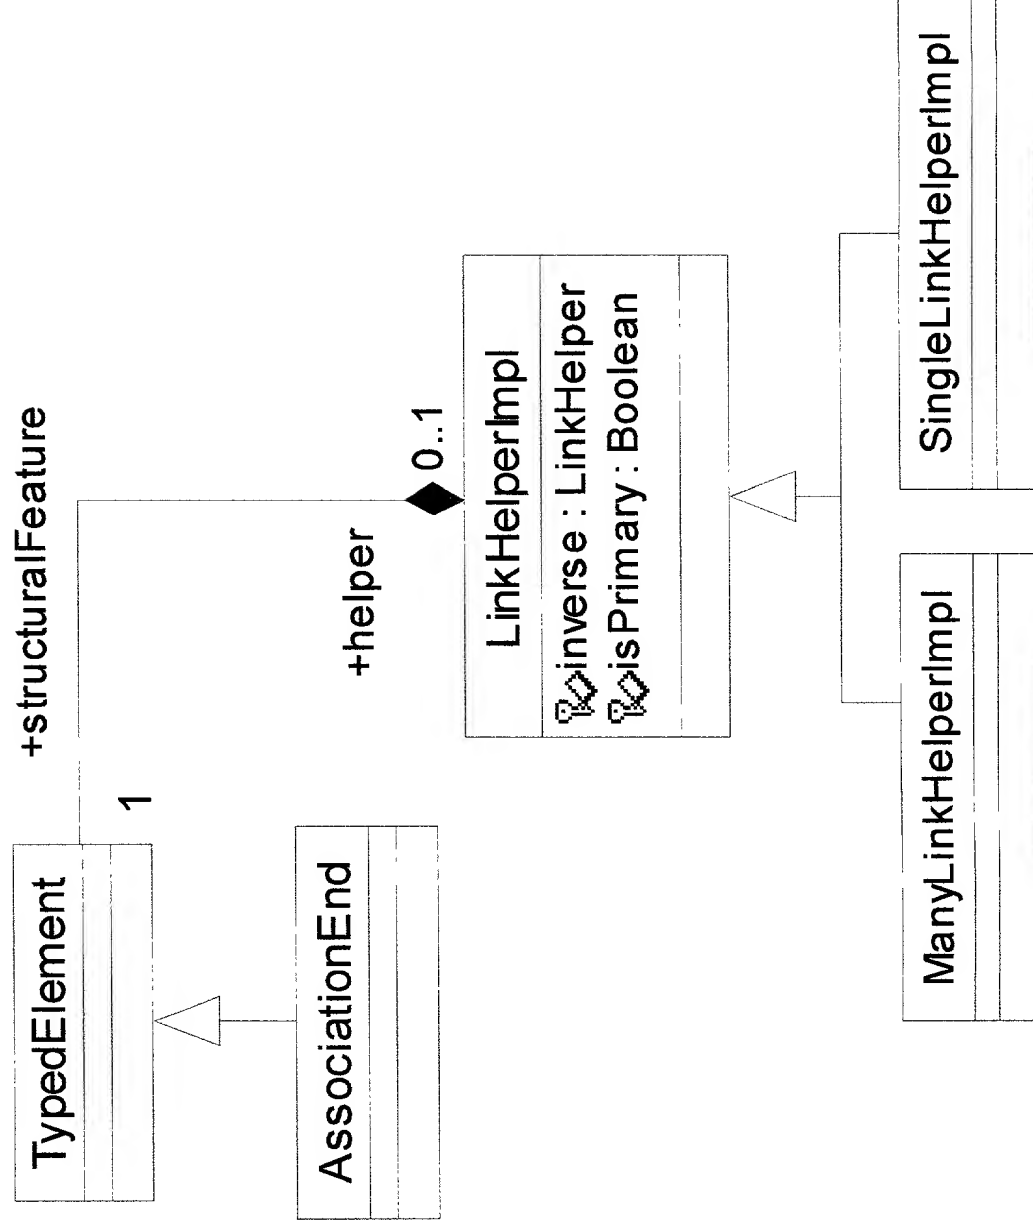 TypedElement
1
+structuralFeature
AssociationEnd
+helper
0..1
LinkHelperImpl
inverse : LinkHelper
isPrimary : Boolean
ManyLinkHelperImpl
SingleLinkHelperImpl